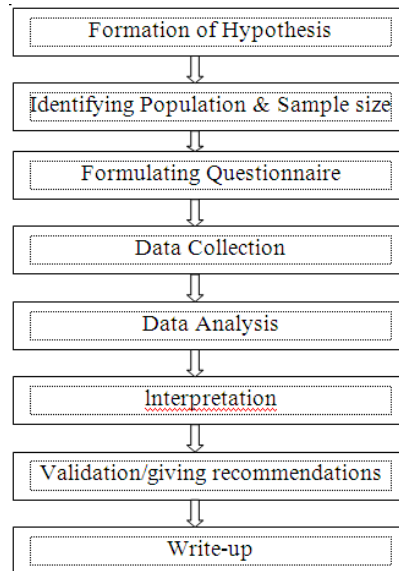 Formation of Hypothesis
Identifying Population & Sample size
Formulating Questionnaire
Data Collection
Data Analysis
Interpretation
Validation/giving recommendations
Write-up